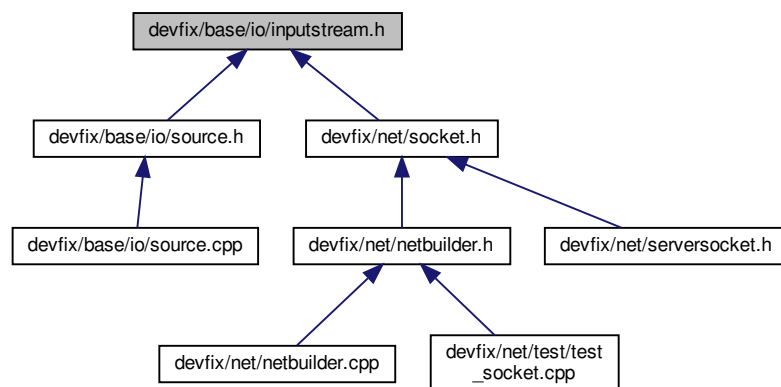 devfix/base/io/inputstream.h
devfix/base/io/source.h
devfix/net/socket.h
devfix/base/io/source.cpp
devfix/net/netbuilder.h
devfix/net/serversocket.h
devfix/net/netbuilder.cpp
devfix/net/test/test
_socket.cpp